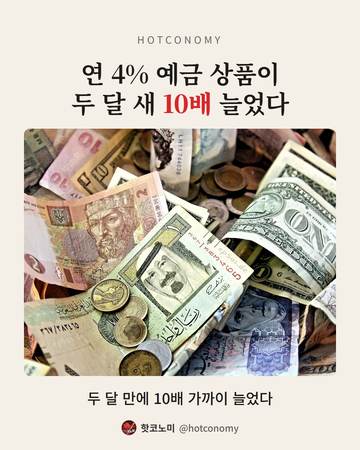 HOTCONOMY
연 4% 예금 상품이
두 달 새 10배 늘었다
ONE
두 달 만에 10배 가까이 늘었다
핫코노미 @hotconomy